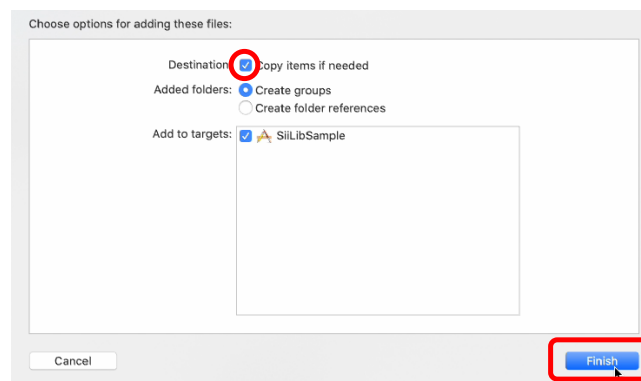 Choose options for adding these files:
Destination: Copy items if needed
Added folders: Create groups
Create folder references
Add to targets: SiiLibSample
Cancel Finish